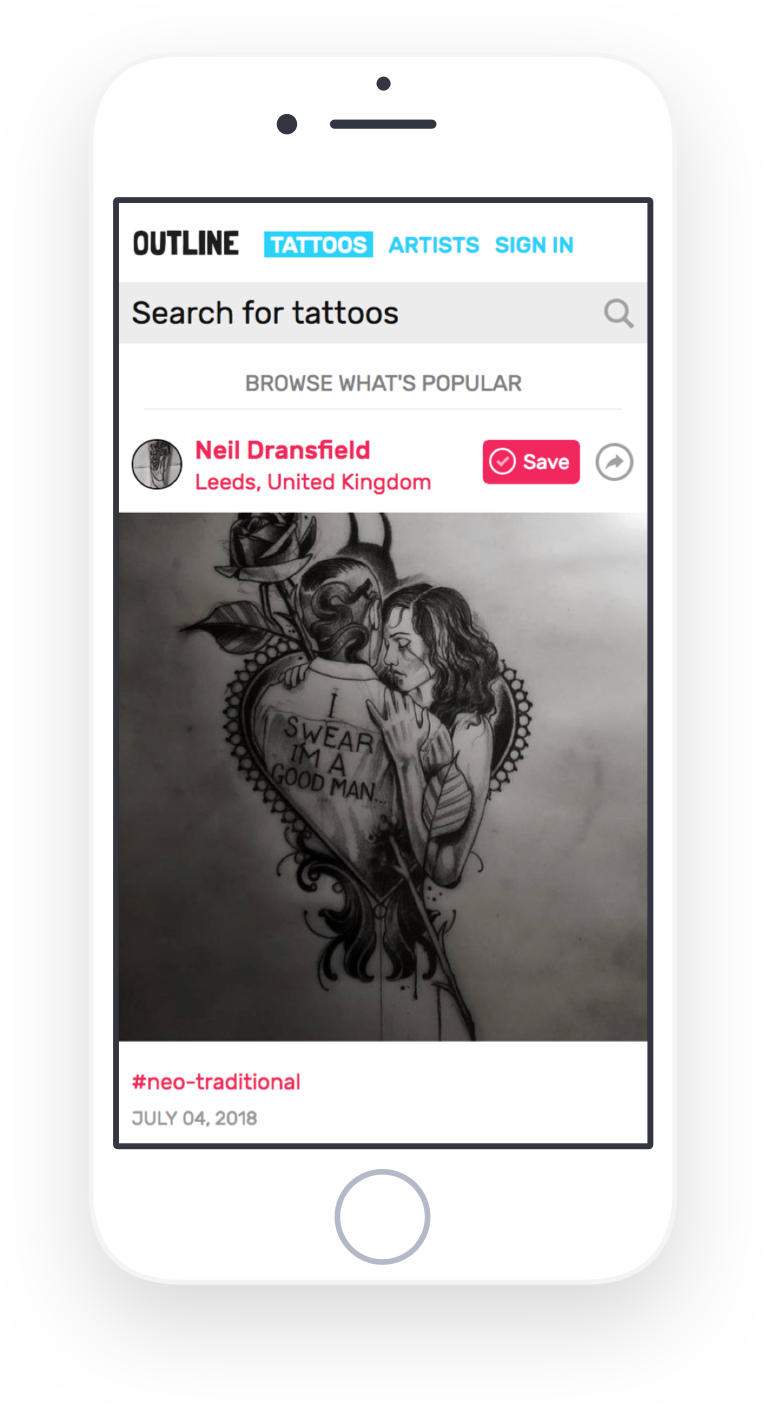 OUTLINE TATTOOS ARTISTS SIGN IN
Search for tattoos
BROWSE WHAT'S POPULAR
Neil Dransfield
Leeds, United Kingdom
Save
I
SWEAR
I'M A
GOOD MAN...
#neo-traditional
JULY 04, 2018